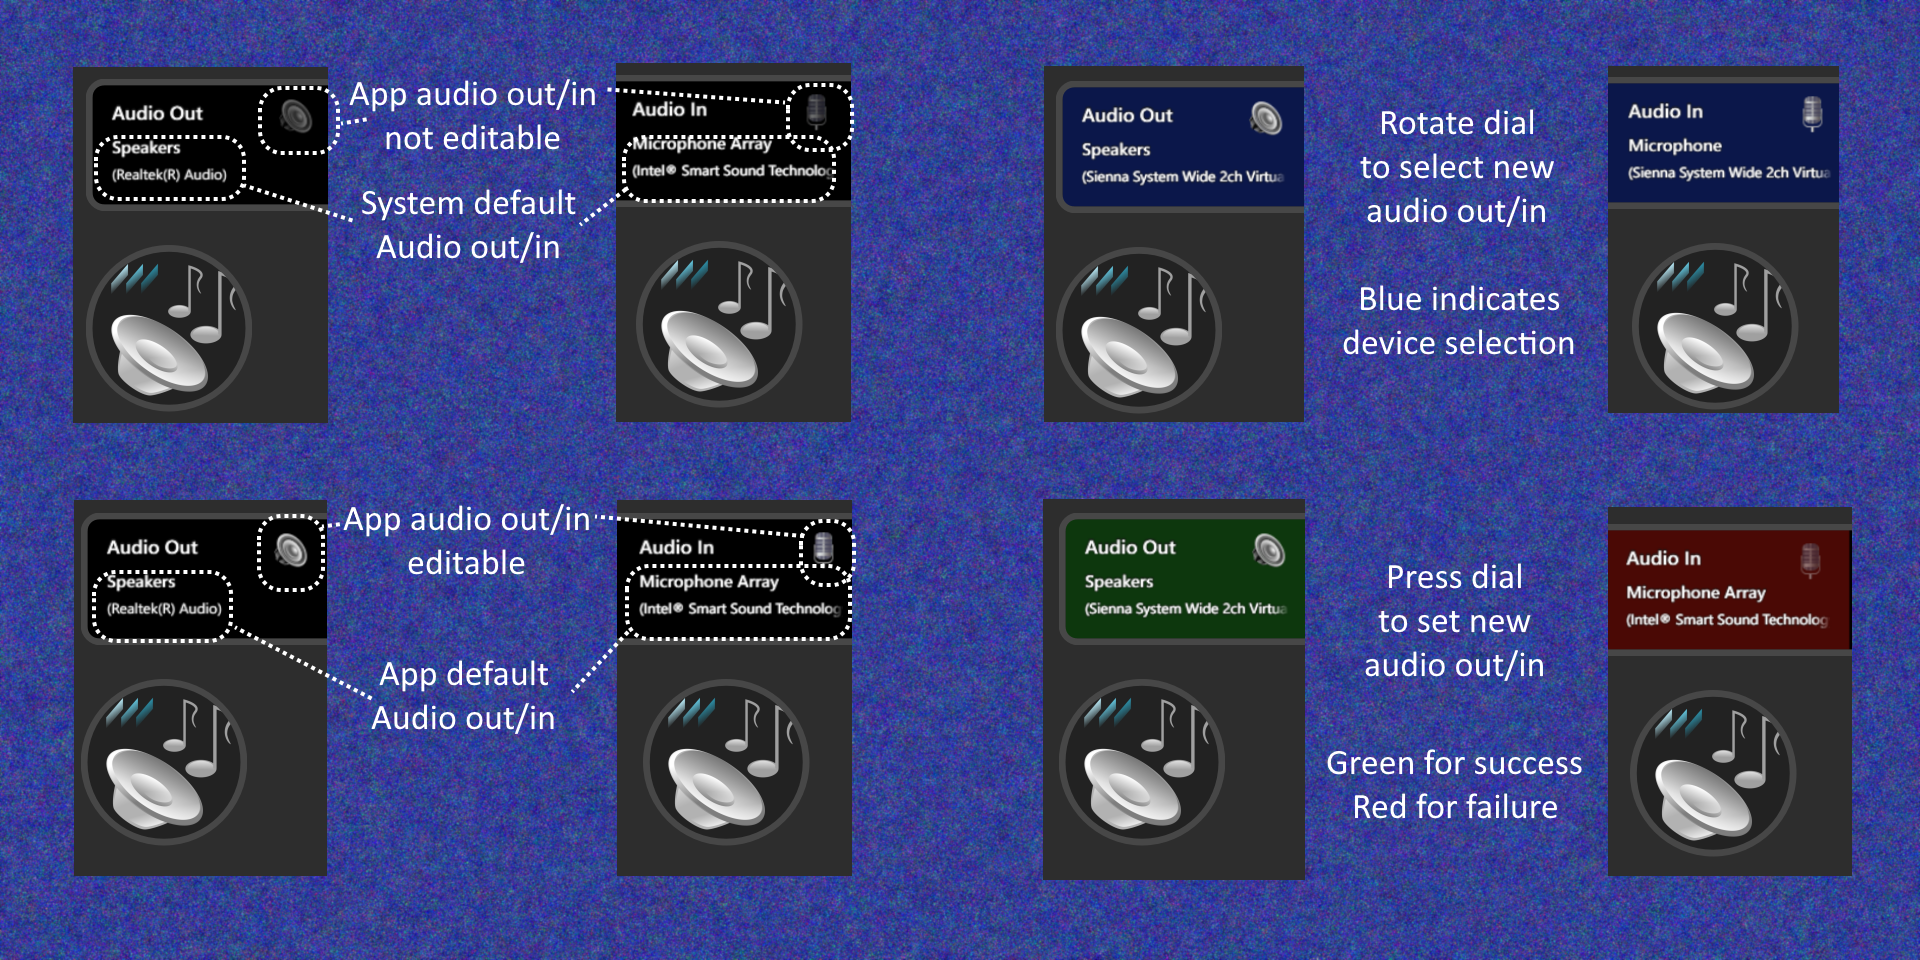 Audio Out
Speakers
(Realtek(R) Audio)
App audio out/in
not editable
System default
Audio out/in
Audio In
Microphone Array
(Intel® Smart Sound Technolog
Audio Out
Speakers
(Sienna System Wide 2ch Virtua
Rotate dial
to select new
audio out/in
Blue indicates
device selection
Audio In
Microphone
(Sienna System Wide 2ch Virtua
Audio Out
Speakers
(Realtek(R) Audio)
App audio out/in
editable
App default
Audio out/in
Audio In
Microphone Array
(Intel® Smart Sound Technolog
Audio Out
Speakers
(Sienna System Wide 2ch Virtua
Press dial
to set new
audio out/in
Green for success
Red for failure
Audio In
Microphone Array
(Intel® Smart Sound Technolog